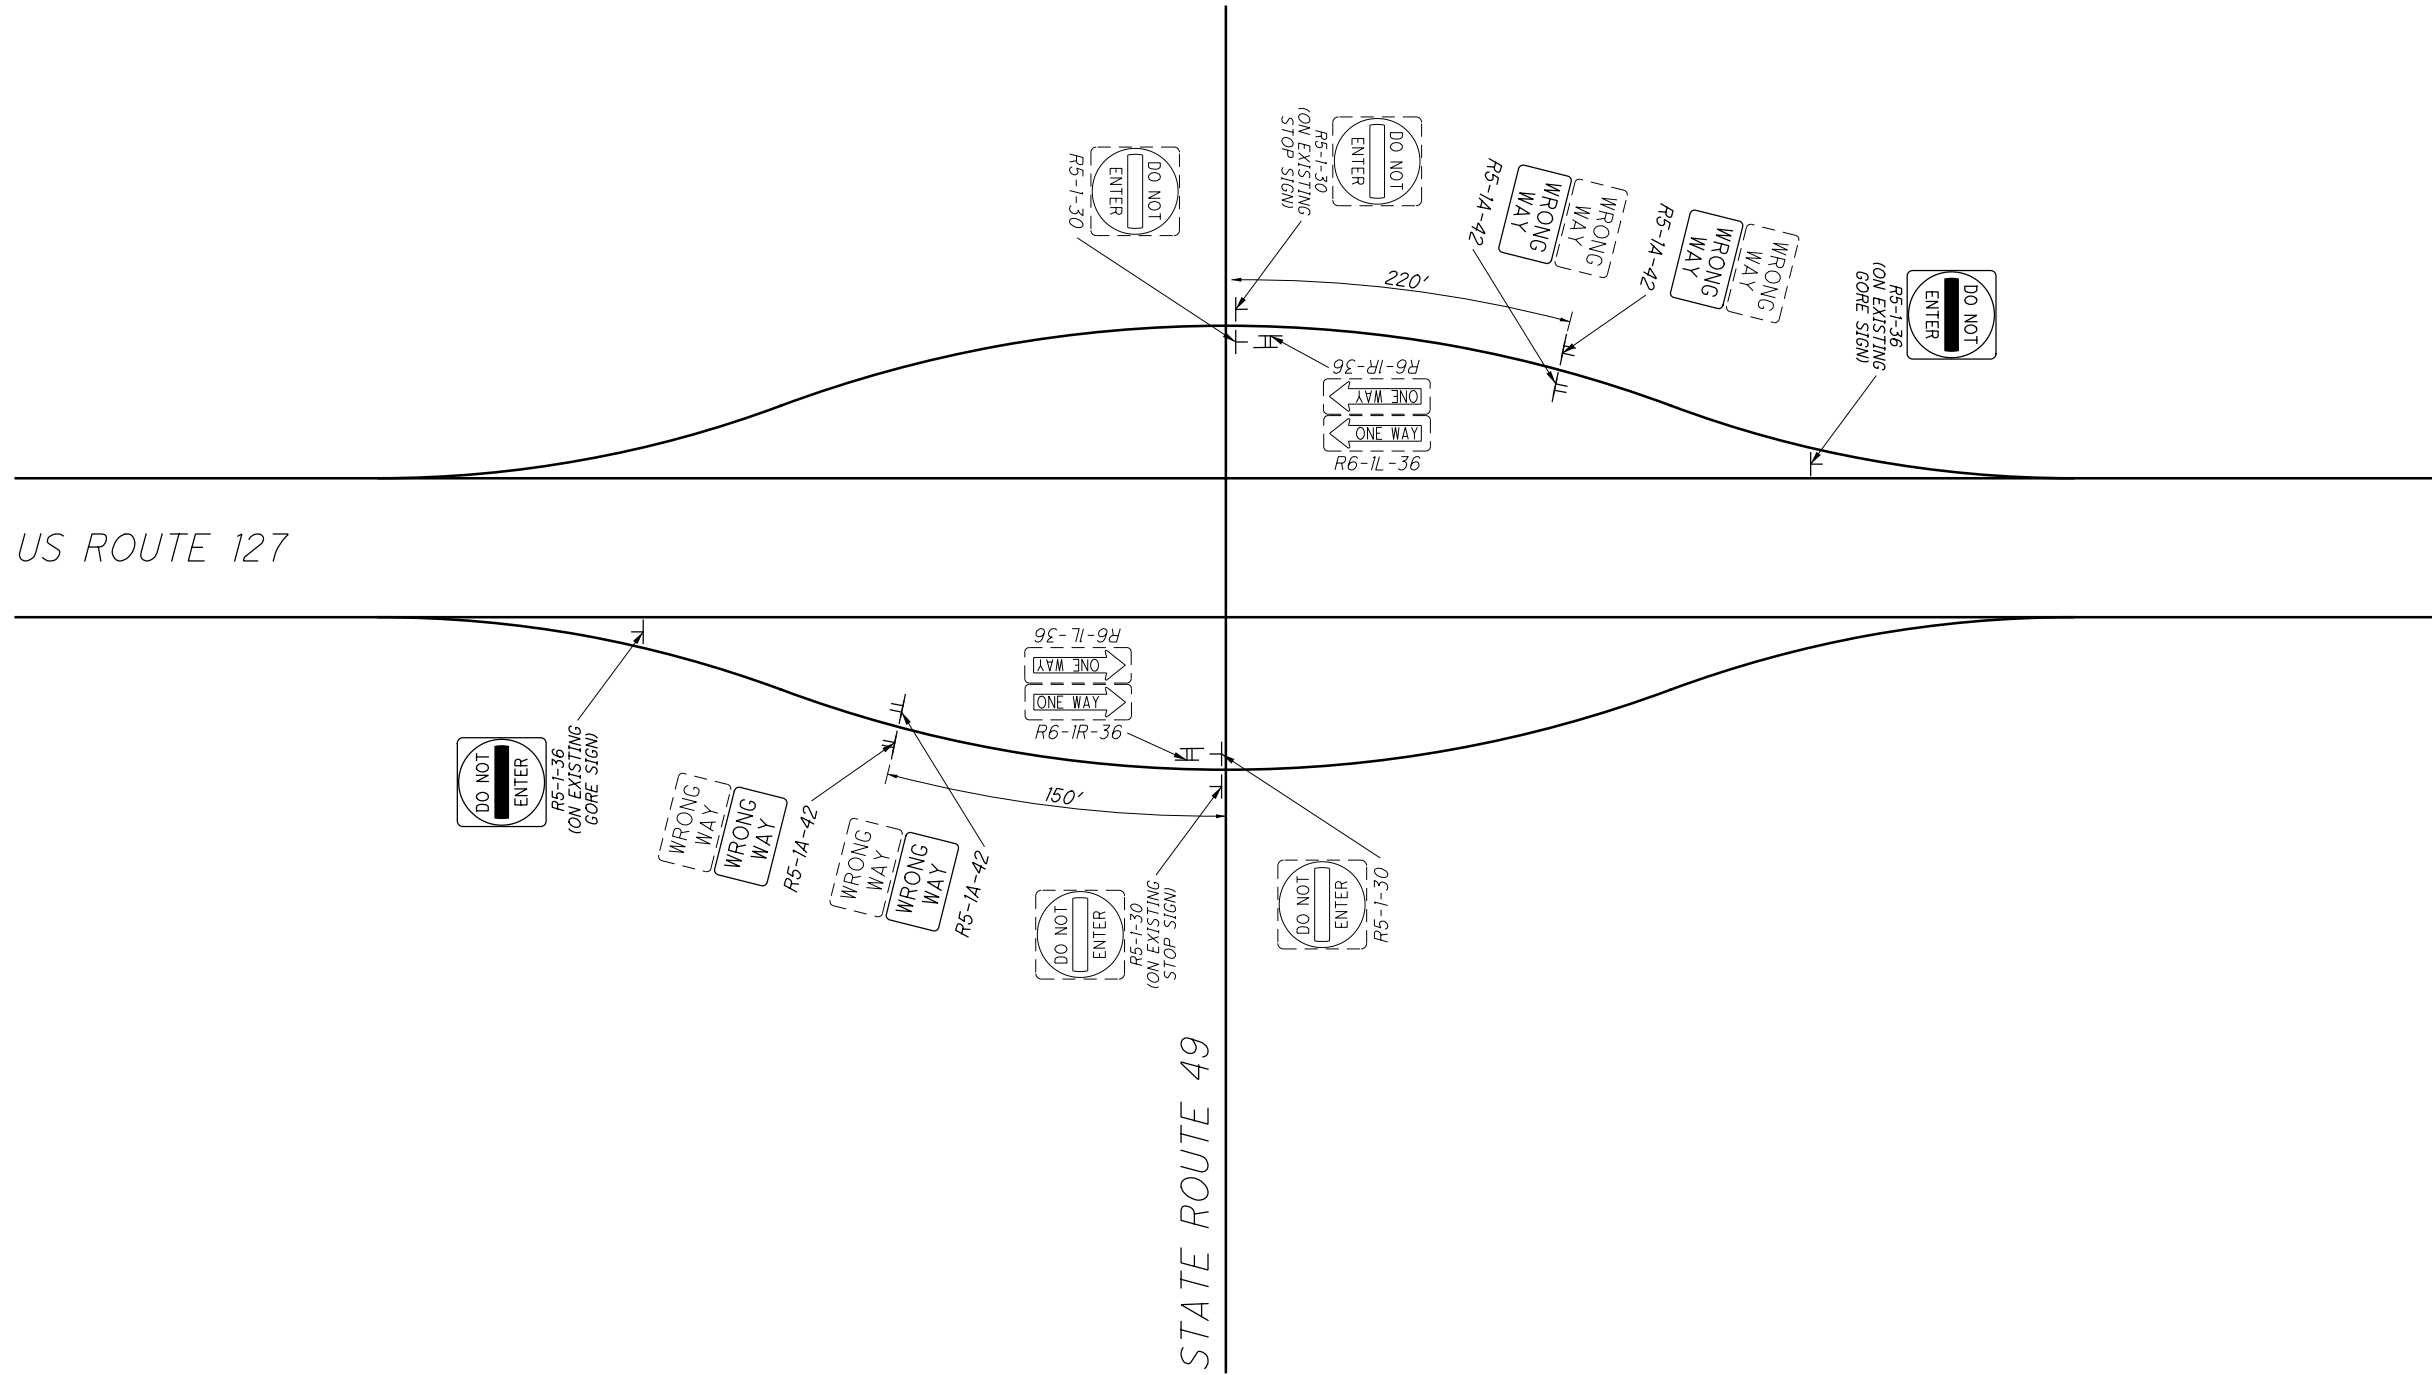 DO NOT
ENTER
R5-1-30
DO NOT
ENTER
R5-1-30
(ON EXISTING
STOP SIGN)
WRONG
WAY
WRONG
WAY
R5-1A-42
WRONG
WAY
WRONG
WAY
R5-1A-42
DO NOT
ENTER
R5-1-36
(ON EXISTING
GORE SIGN)
220'
R6-1R-36
ONE WAY
ONE WAY
R6-1L-36
US ROUTE 127
R6-1L-36
ONE WAY
ONE WAY
R6-1R-36
DO NOT
ENTER
R5-1-36
(ON EXISTING
GORE SIGN)
WRONG
WAY
WRONG
WAY
R5-1A-42
WRONG
WAY
WRONG
WAY
R5-1A-42
150'
DO NOT
ENTER
R5-1-30
(ON EXISTING
STOP SIGN)
DO NOT
ENTER
R5-1-30
STATE ROUTE 49